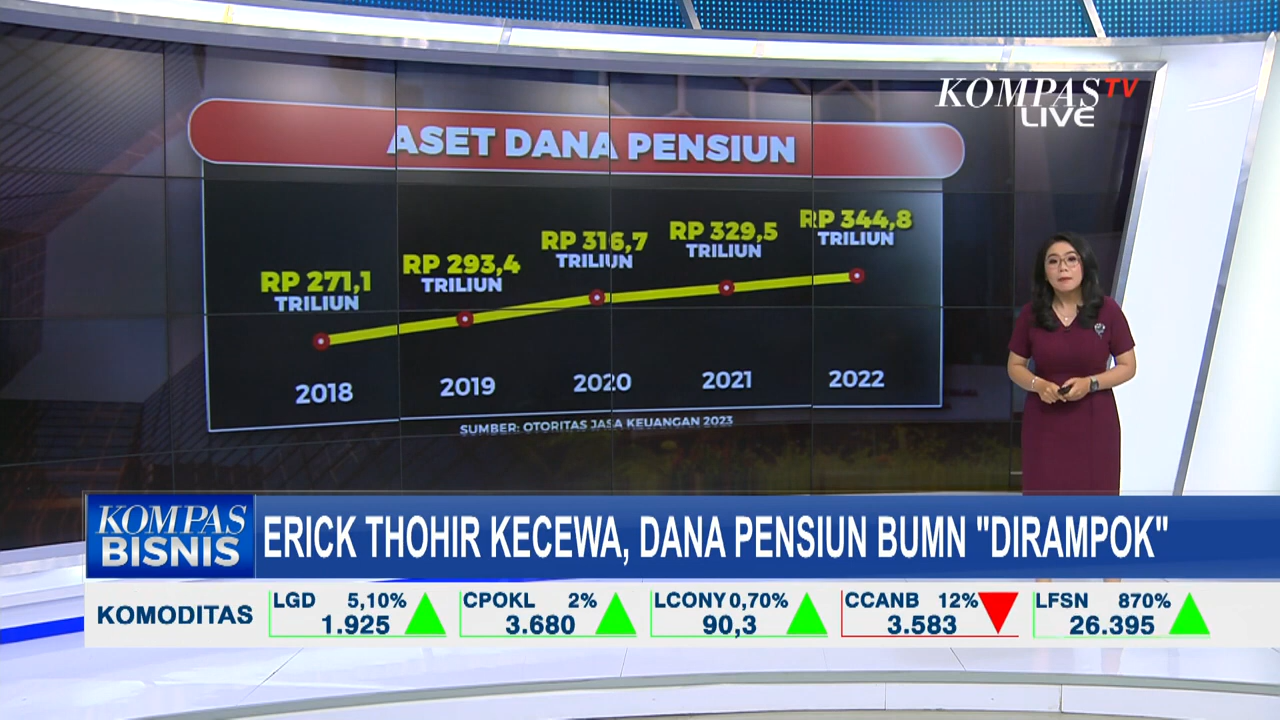 KOMPAS TV
LIVE
ASET DANA PENSIUN
RP 271,1
TRILIUN
RP 293,4
TRILIUN
RP 316,7
TRILIUN
RP 329,5
TRILIUN
RP 344,8
TRILIUN
2018
2019
2020
2021
2022
SUMBER: OTORITAS JASA KEUANGAN 2023
KOMPAS
BISNIS
ERICK THOHIR KECEWA, DANA PENSIUN BUMN "DIRAMPOK"
KOMODITAS
LGD 5,10%
1.925
CPOKL 2%
3.680
LCONY 0,70%
90,3
CCANB 12%
3.583
LFSN 870%
26.395